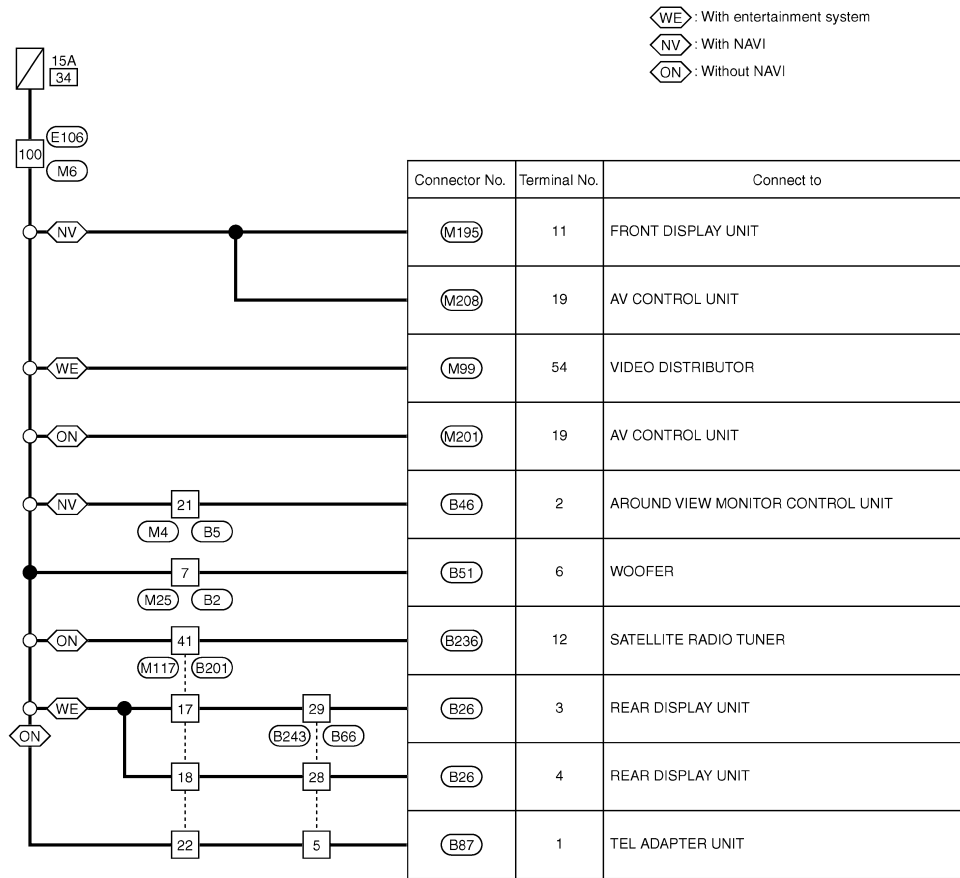 WE : With entertainment system
NV : With NAVI
ON : Without NAVI
15A
34
E106
100
M6
Connector No. Terminal No. Connect to
NV M195 11 FRONT DISPLAY UNIT
M208 19 AV CONTROL UNIT
WE M99 54 VIDEO DISTRIBUTOR
ON M201 19 AV CONTROL UNIT
NV 21 B46 2 AROUND VIEW MONITOR CONTROL UNIT
M4 B5
7 B51 6 WOOFER
M25 B2
ON 41 B236 12 SATELLITE RADIO TUNER
M117 B201
WE 17 29 B26 3 REAR DISPLAY UNIT
ON B243 B66
18 28 B26 4 REAR DISPLAY UNIT
22 5 B87 1 TEL ADAPTER UNIT